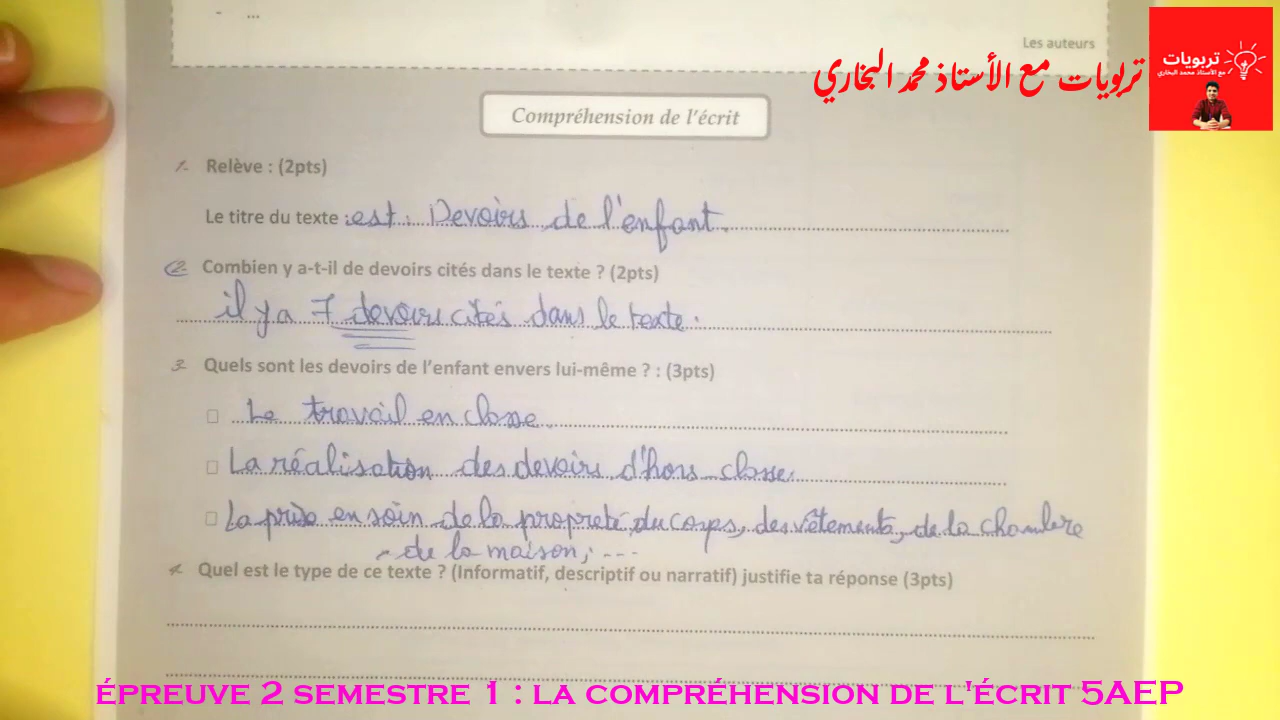 - ...
Les auteurs
تربويات مع الأستاذ محمد البخاري
تربويات
مع الأستاذ محمد البخاري
Compréhension de l'écrit
1- Relève : (2pts)
Le titre du texte : est : Devoirs de l'enfant.
2- Combien y a-t-il de devoirs cités dans le texte ? (2pts)
il y a 7 devoirs cités dans le texte.
3- Quels sont les devoirs de l'enfant envers lui-même ? : (3pts)
□ Le travail en classe.
□ La réalisation des devoirs d'hors classe.
□ La prise en soin de la propreté du corps, des vêtements, de la chambre
de la maison, ...
4- Quel est le type de ce texte ? (Informatif, descriptif ou narratif) justifie ta réponse (3pts)
ÉPREUVE 2 SEMESTRE 1 : LA COMPRÉHENSION DE L'ÉCRIT 5AEP